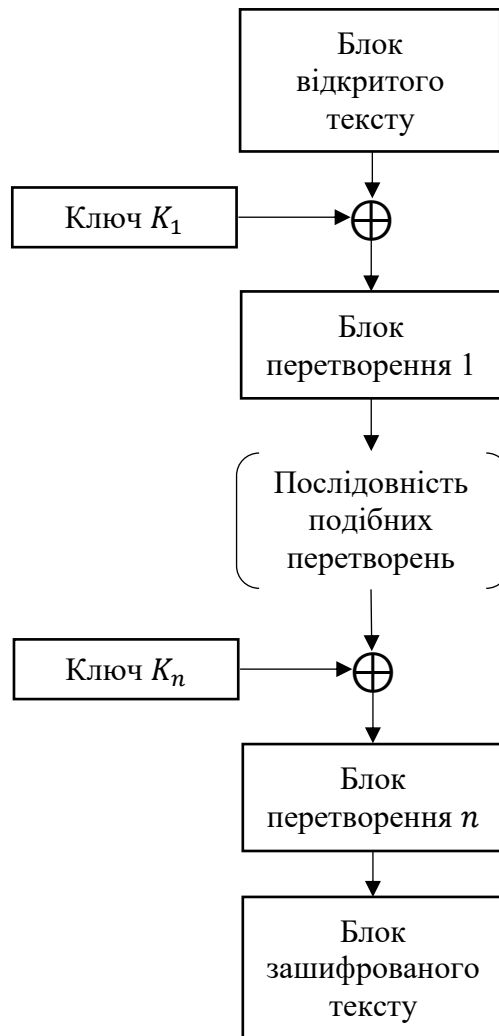 Блок
відкритого
тексту
Ключ K₁
Блок
перетворення 1
Послідовність
подібних
перетворень
Ключ Kₙ
Блок
перетворення n
Блок
зашифрованого
тексту